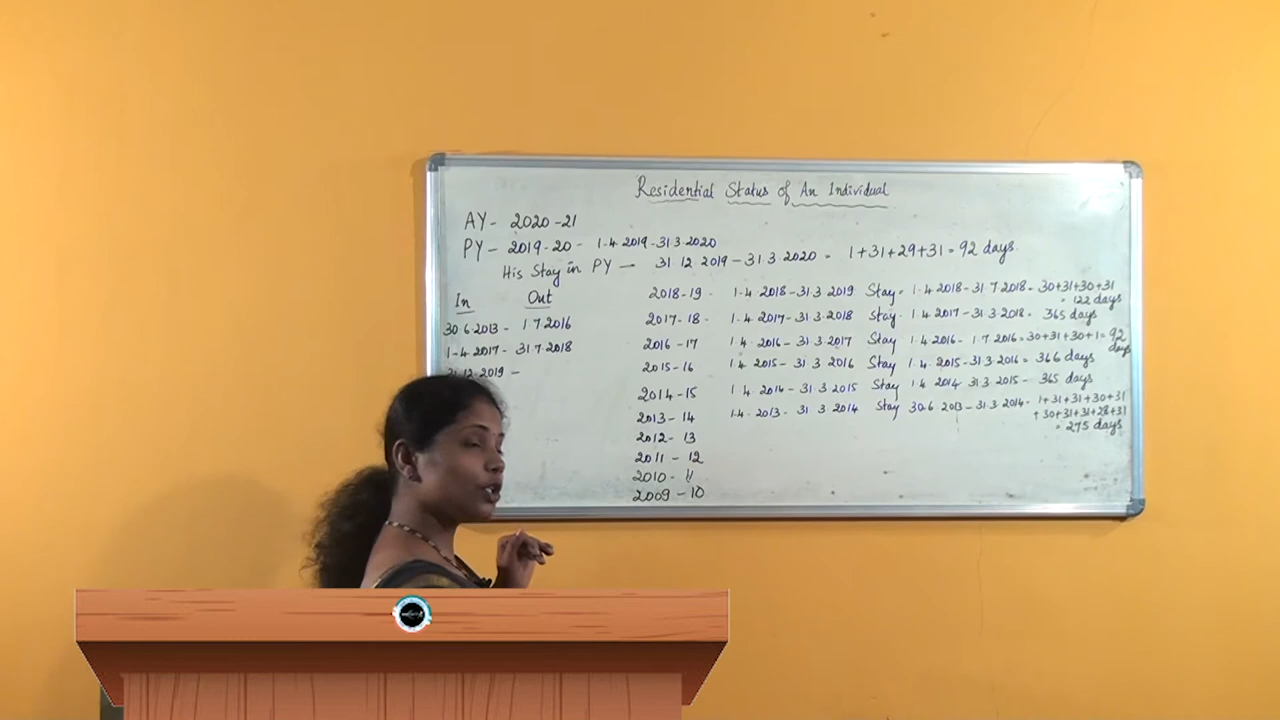 Residential Status of An Individual
AY- 2020-21
PY- 2019-20 - 1-4 2019-31 3.2020
His Stay in PY — 31.12.2019-31.3.2020 = 1+31+29+31=92 days.
In Out
30.6.2013 - 1.7.2016
1-4.2017 - 31.7.2018
31.12.2019 -
2018-19 - 1-4.2018-31.3.2019 Stay- 1-4.2018-31.7.2018- 30+31+30+31
= 122 days
2017-18 - 1-4.2017-31.3.2018 Stay- 1.4.2017-31.3.2018- 365 days
2016-17 1.4.2016-31.3.2017 Stay 1.4.2016- 1.7.2016=30+31+30+1=92
days
2015-16 1.4 2015-31.3 2016 Stay 1.4.2015-31.3.2016= 366 days
2014-15 1.4 2014-31.3 2015 Stay 1.4 2014 31.3.2015- 365 days
2013-14 1.4.2013- 31 3 2014 Stay 30.6.2013-31.3.2014- 1+31+31+30+31
+30+31+31+28+31
= 275 days
2012-13
2011-12
2010-11
2009-10